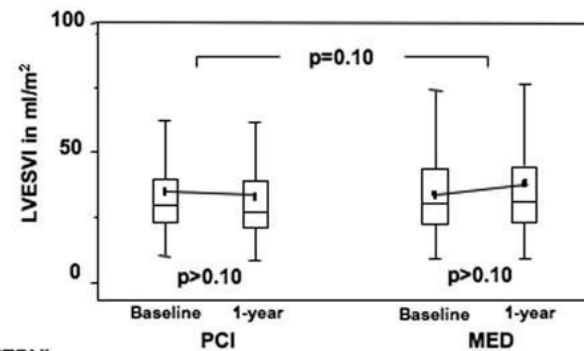 100
p=0.10
LVESVI in ml/m²
50
0
p>0.10 p>0.10
Baseline 1-year Baseline 1-year
PCI MED